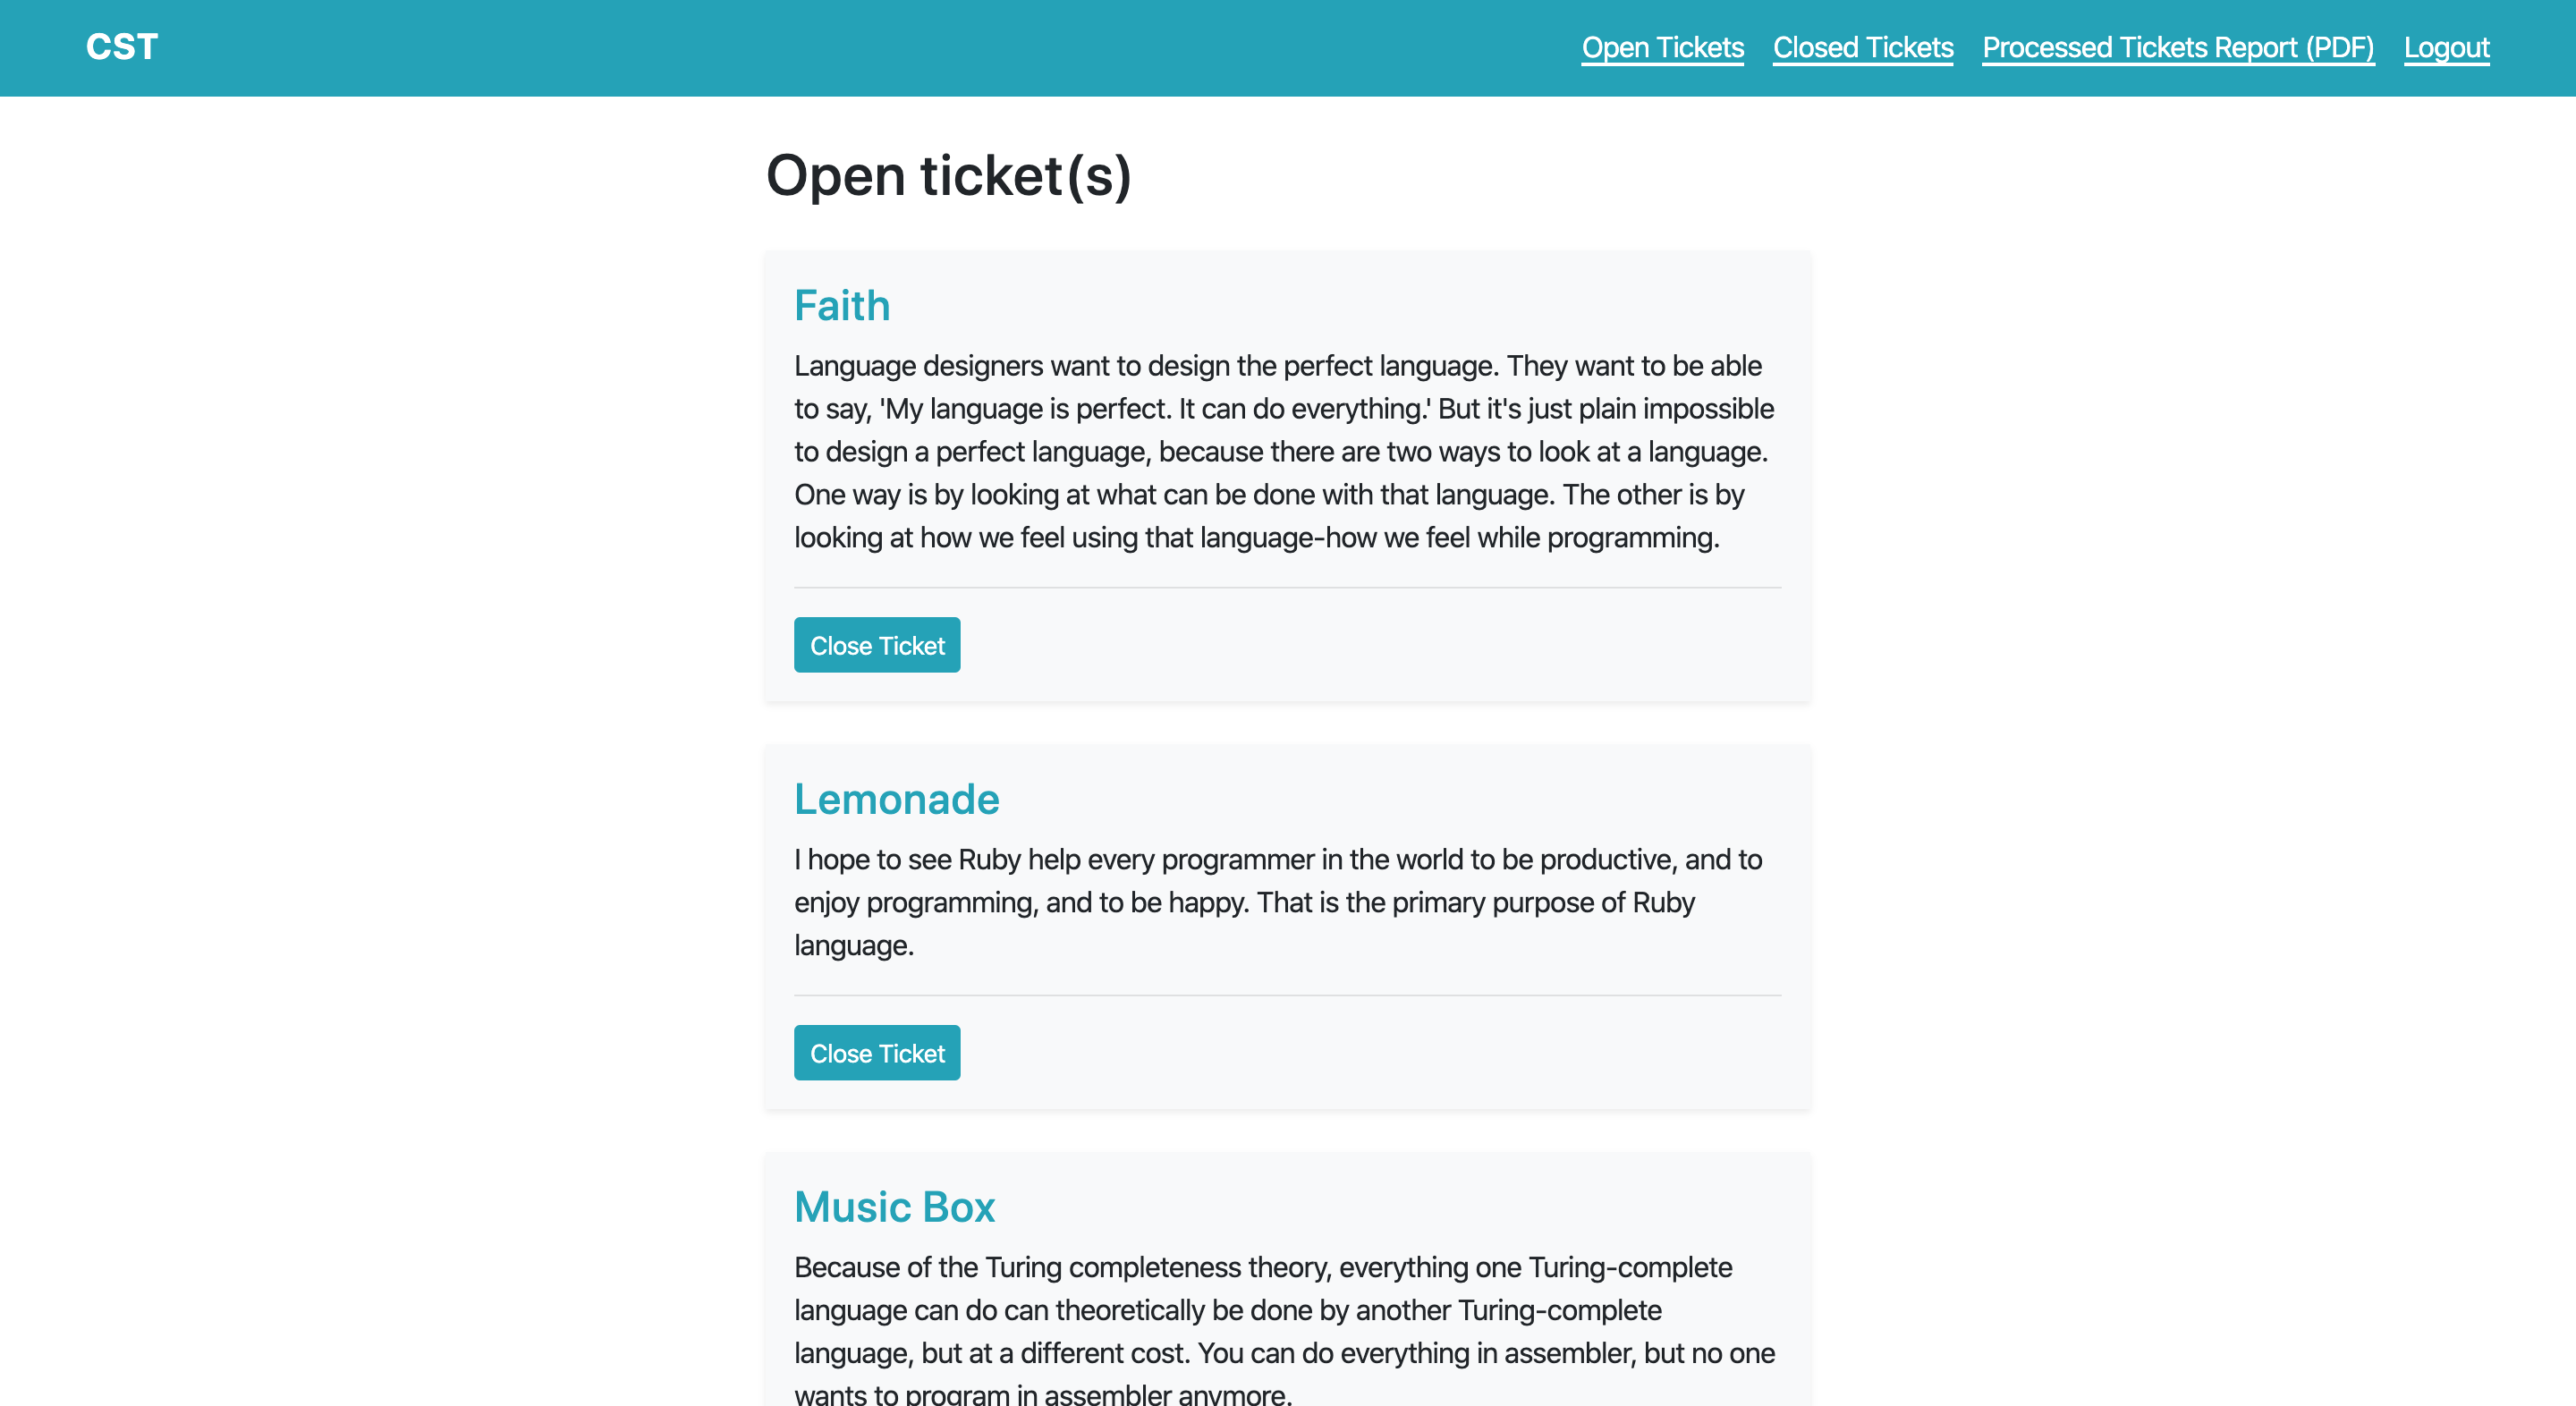 CST
Open Tickets Closed Tickets Processed Tickets Report (PDF) Logout
Open ticket(s)
Faith
Language designers want to design the perfect language. They want to be able
to say, 'My language is perfect. It can do everything.' But it's just plain impossible
to design a perfect language, because there are two ways to look at a language.
One way is by looking at what can be done with that language. The other is by
looking at how we feel using that language-how we feel while programming.
Close Ticket
Lemonade
I hope to see Ruby help every programmer in the world to be productive, and to
enjoy programming, and to be happy. That is the primary purpose of Ruby
language.
Close Ticket
Music Box
Because of the Turing completeness theory, everything one Turing-complete
language can do can theoretically be done by another Turing-complete
language, but at a different cost. You can do everything in assembler, but no one
wants to program in assembler anymore.